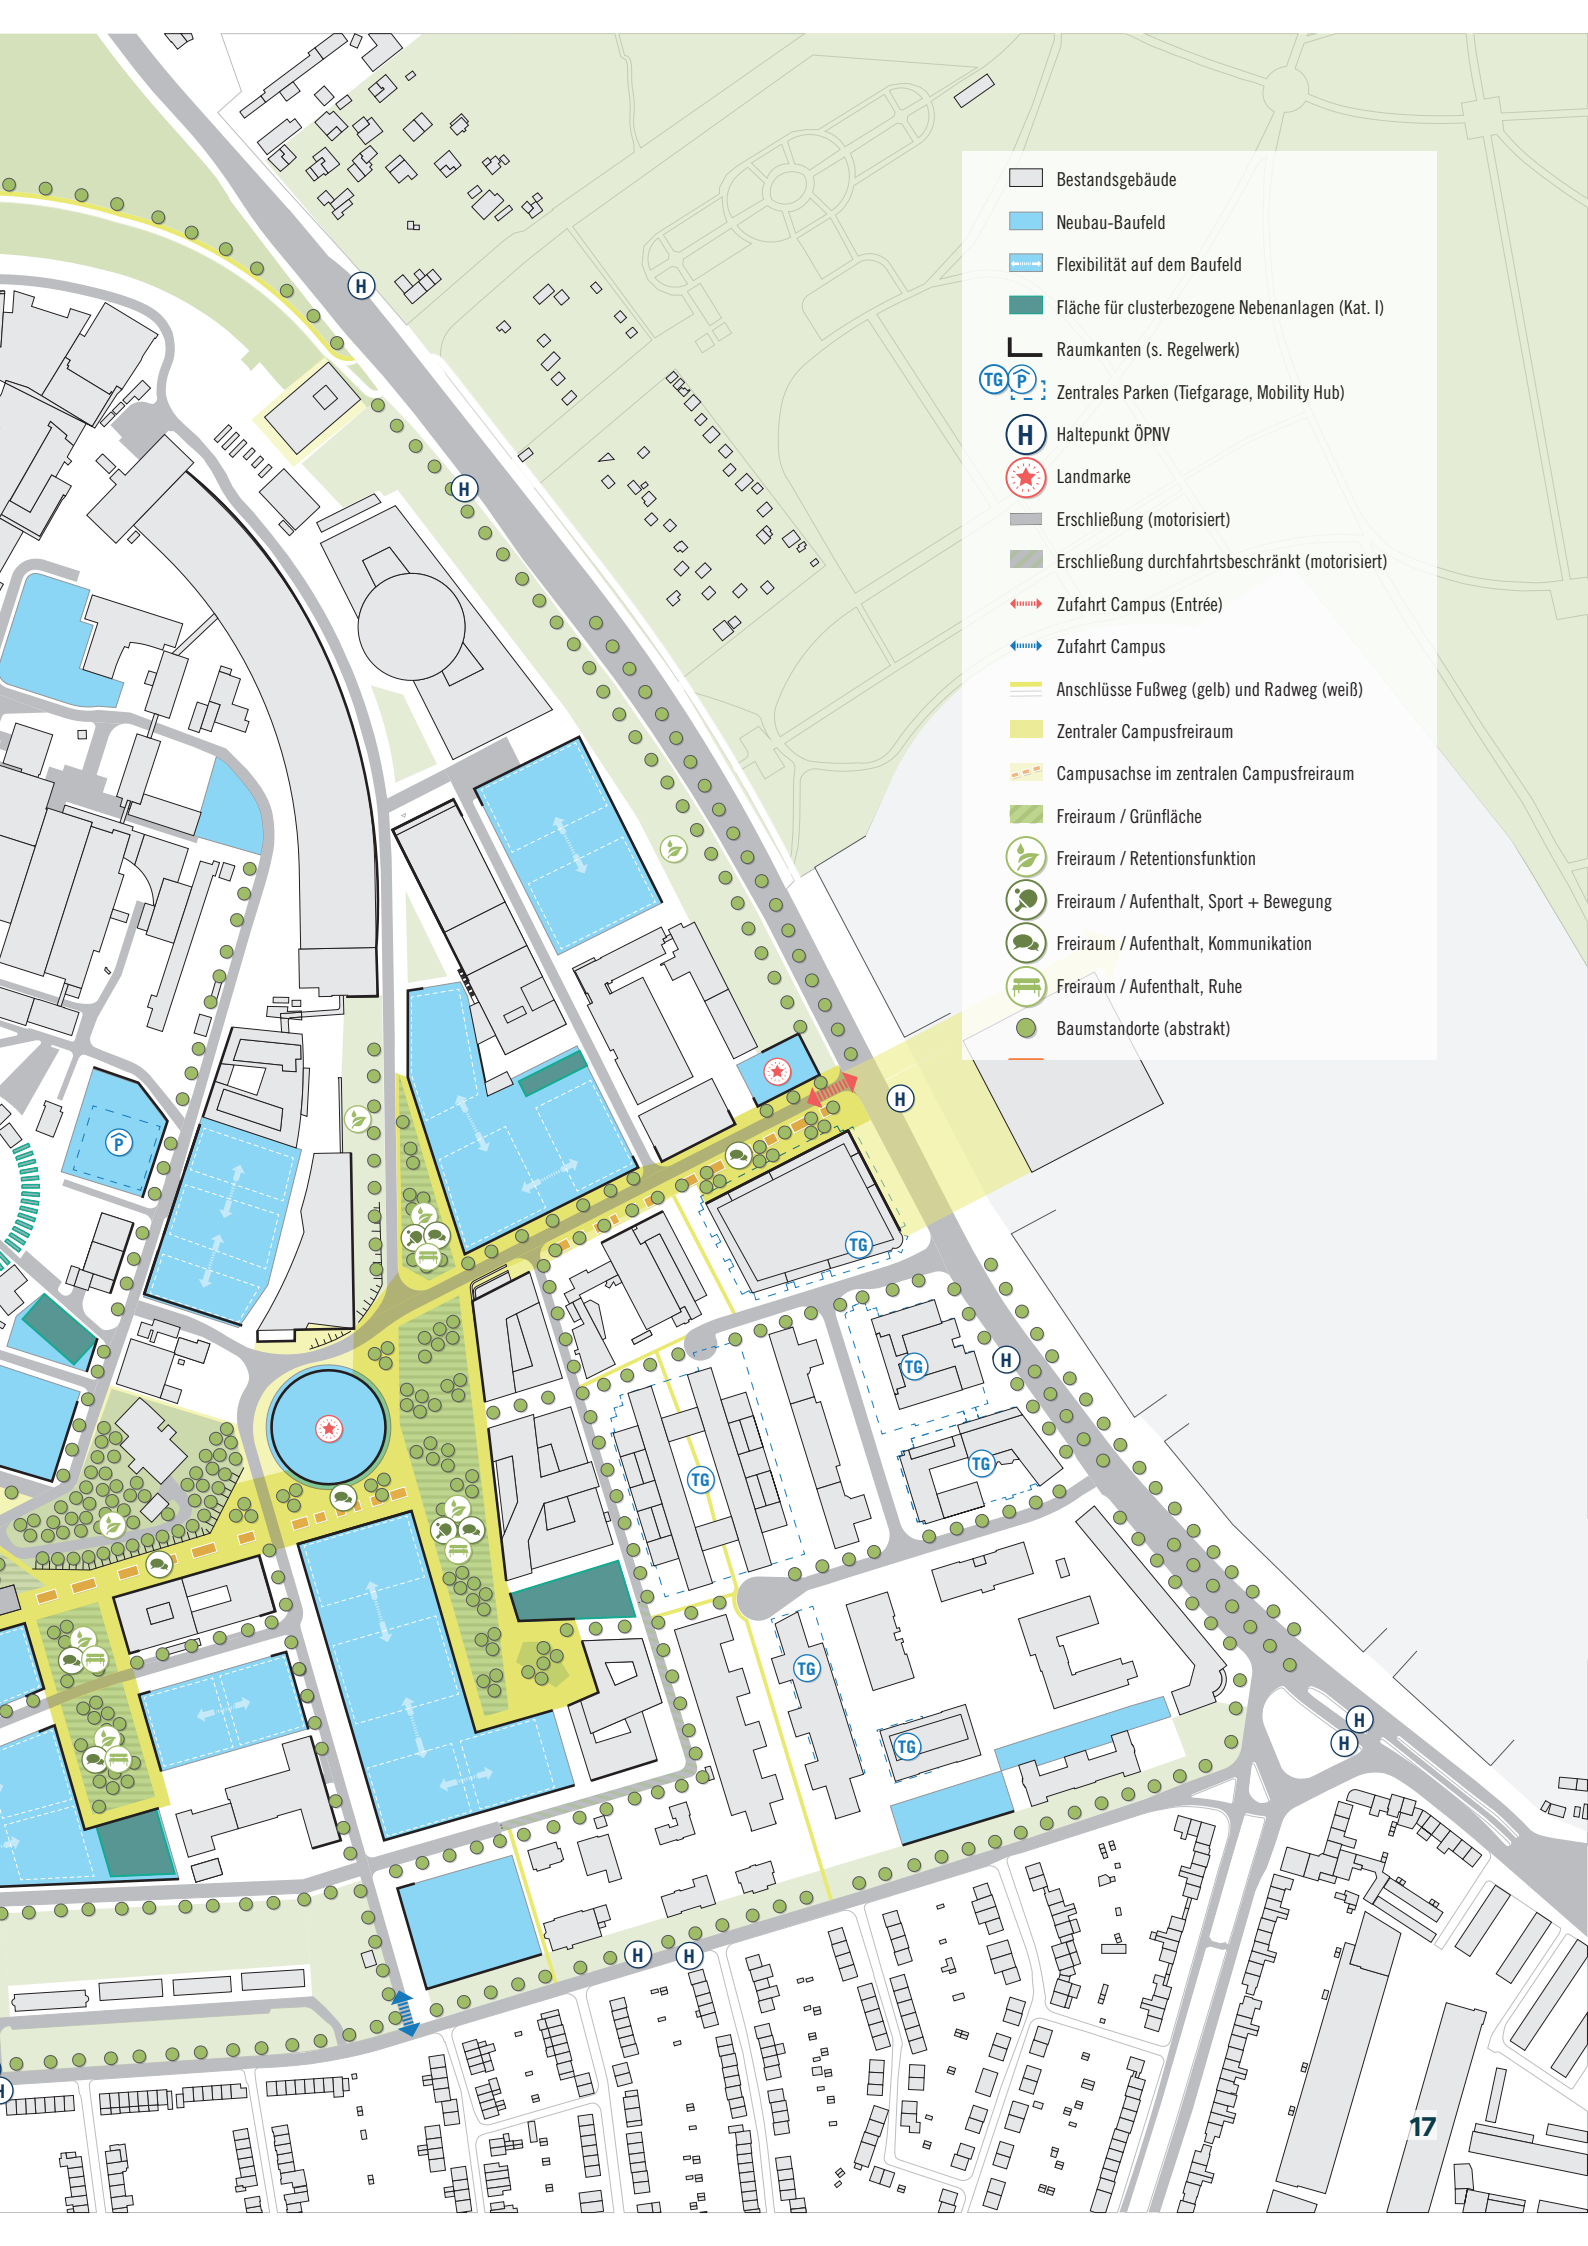 H
H
Bestandsgebäude
Neubau-Baufeld
Flexibilität auf dem Baufeld
Fläche für clusterbezogene Nebenanlagen (Kat. I)
Raumkanten (s. Regelwerk)
TG P Zentrales Parken (Tiefgarage, Mobility Hub)
H Haltepunkt ÖPNV
Landmarke
Erschließung (motorisiert)
Erschließung durchfahrtsbeschränkt (motorisiert)
Zufahrt Campus (Entrée)
Zufahrt Campus
Anschlüsse Fußweg (gelb) und Radweg (weiß)
Zentraler Campusfreiraum
Campusachse im zentralen Campusfreiraum
Freiraum / Grünfläche
Freiraum / Retentionsfunktion
Freiraum / Aufenthalt, Sport + Bewegung
Freiraum / Aufenthalt, Kommunikation
Freiraum / Aufenthalt, Ruhe
Baumstandorte (abstrakt)
H
P
TG
H
TG
TG
TG
TG
H
H
TG
H
H
H
17